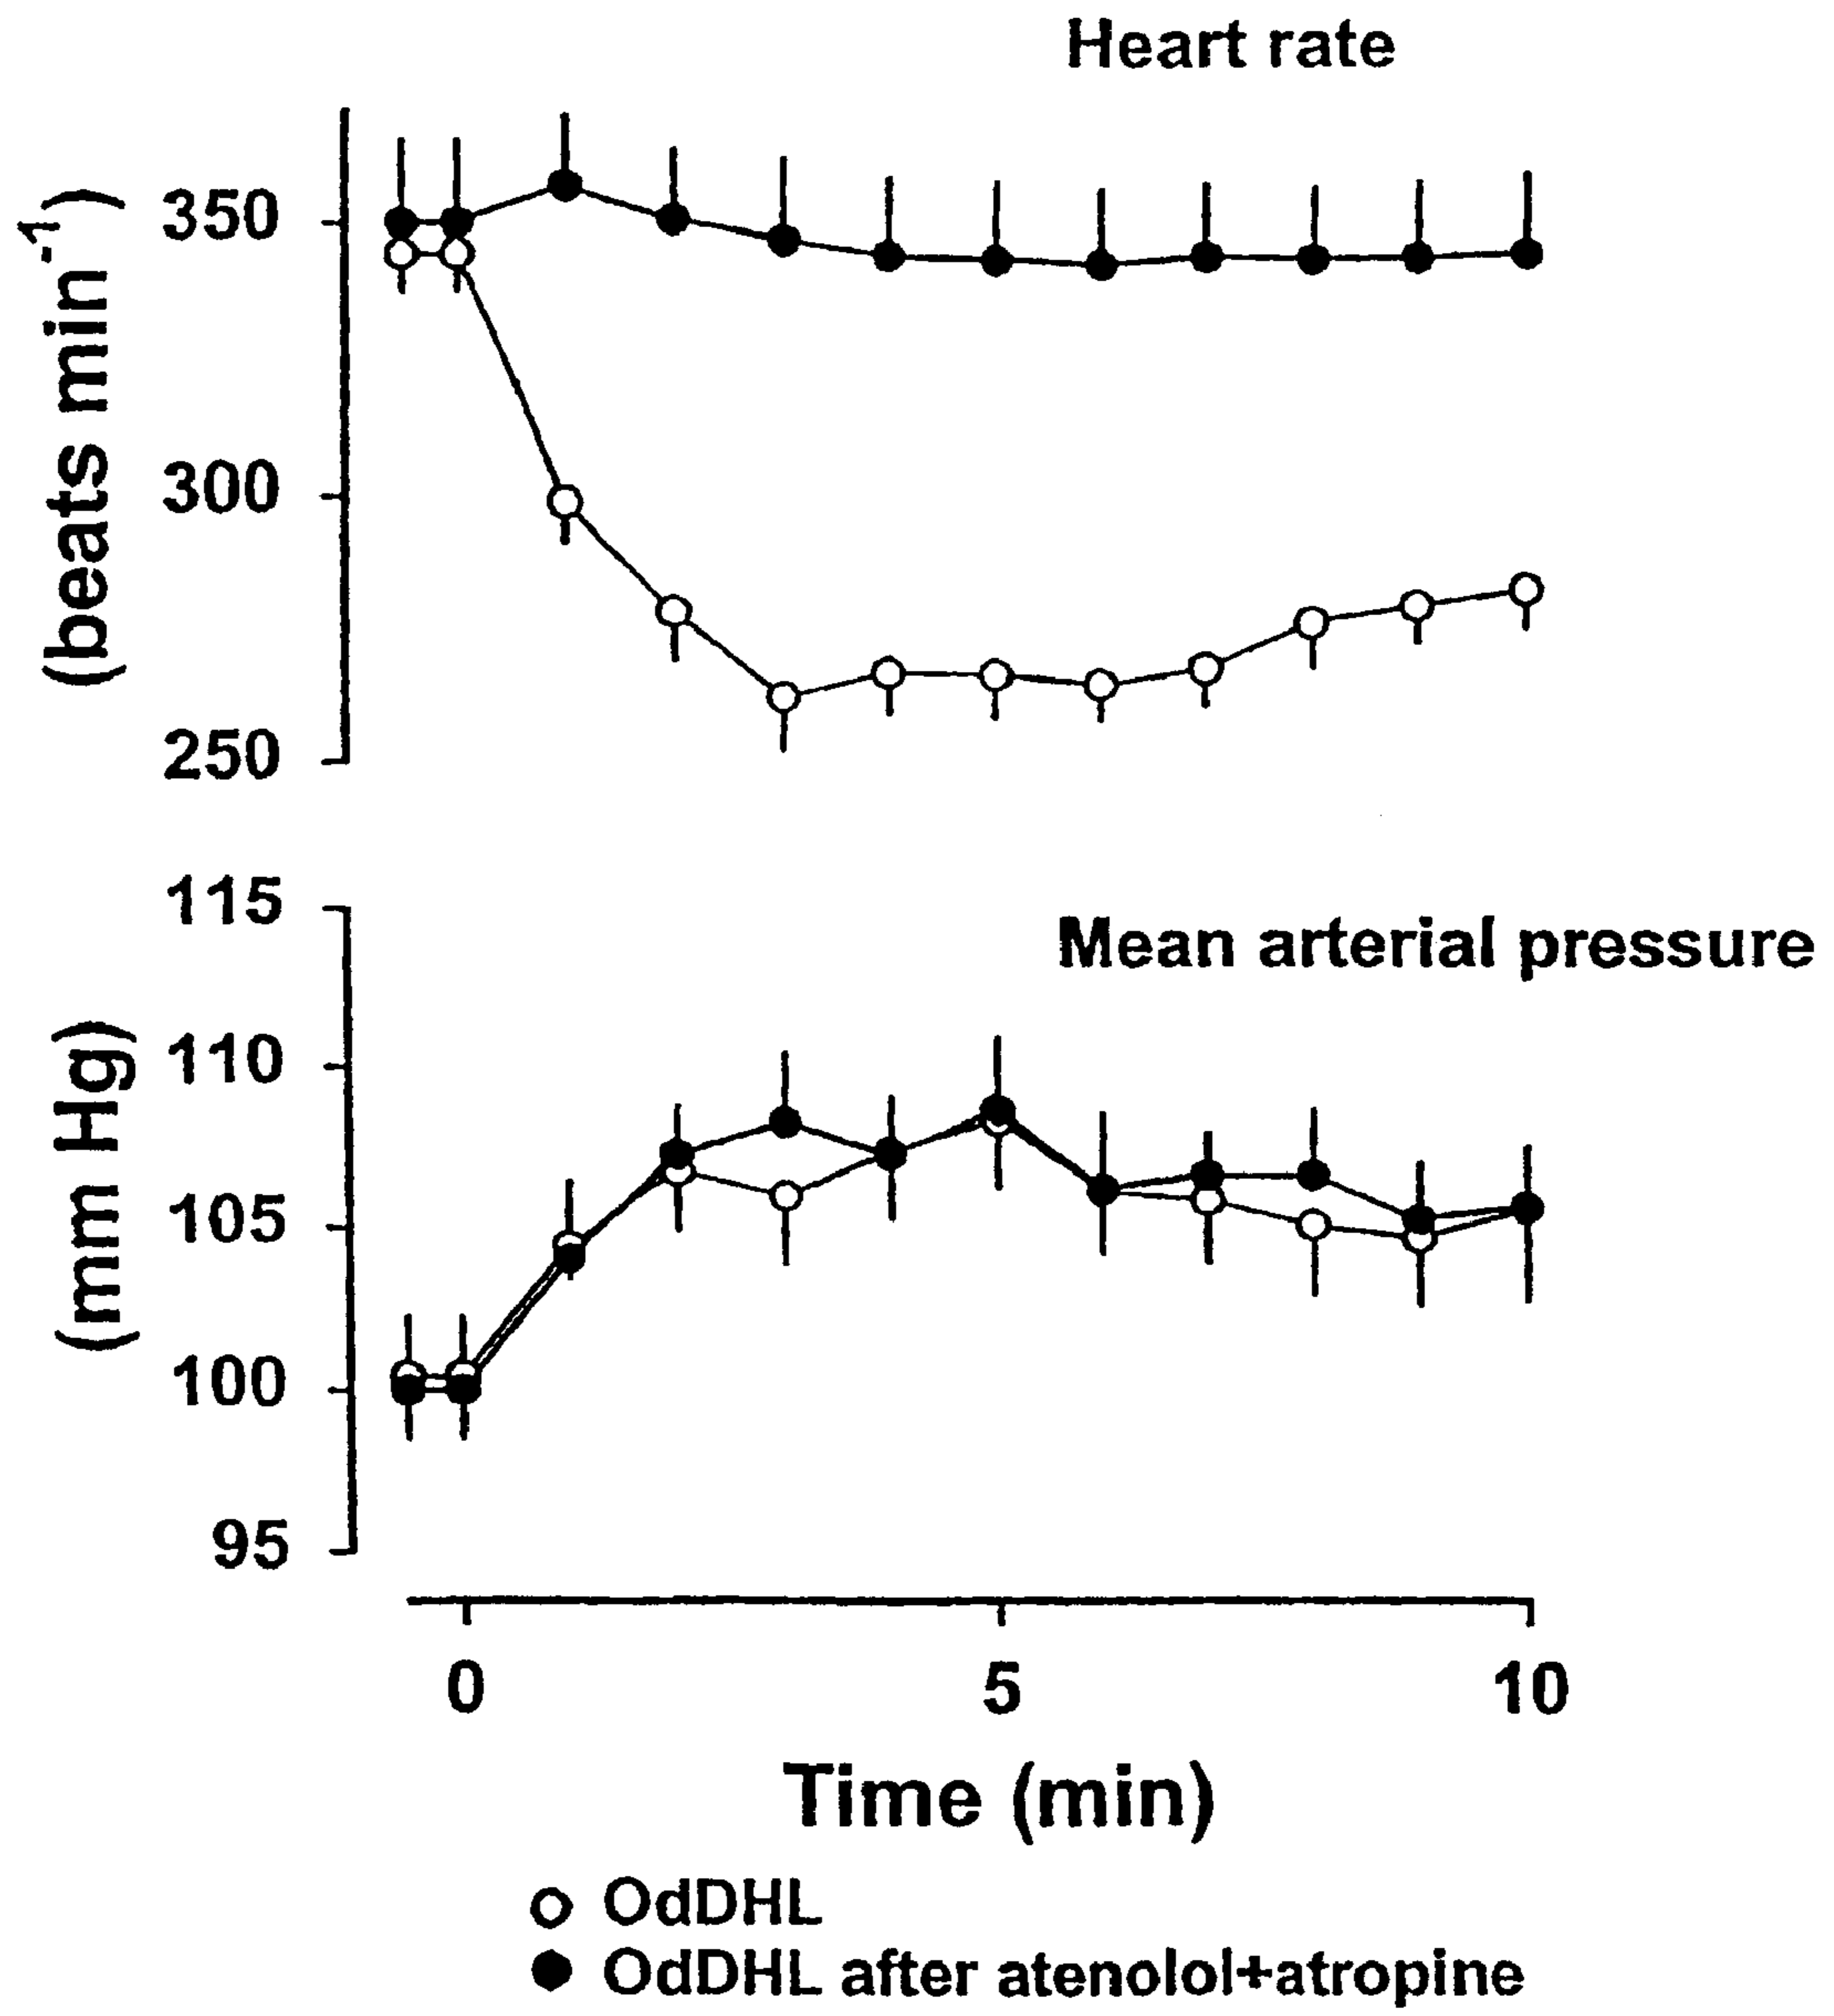 Heart rate
(beats min-1)
350
300
250
Mean arterial pressure
(mm Hg)
115
110
105
100
95
0 5 10
Time (min)
OdDHL
OdDHL after atenolol+atropine